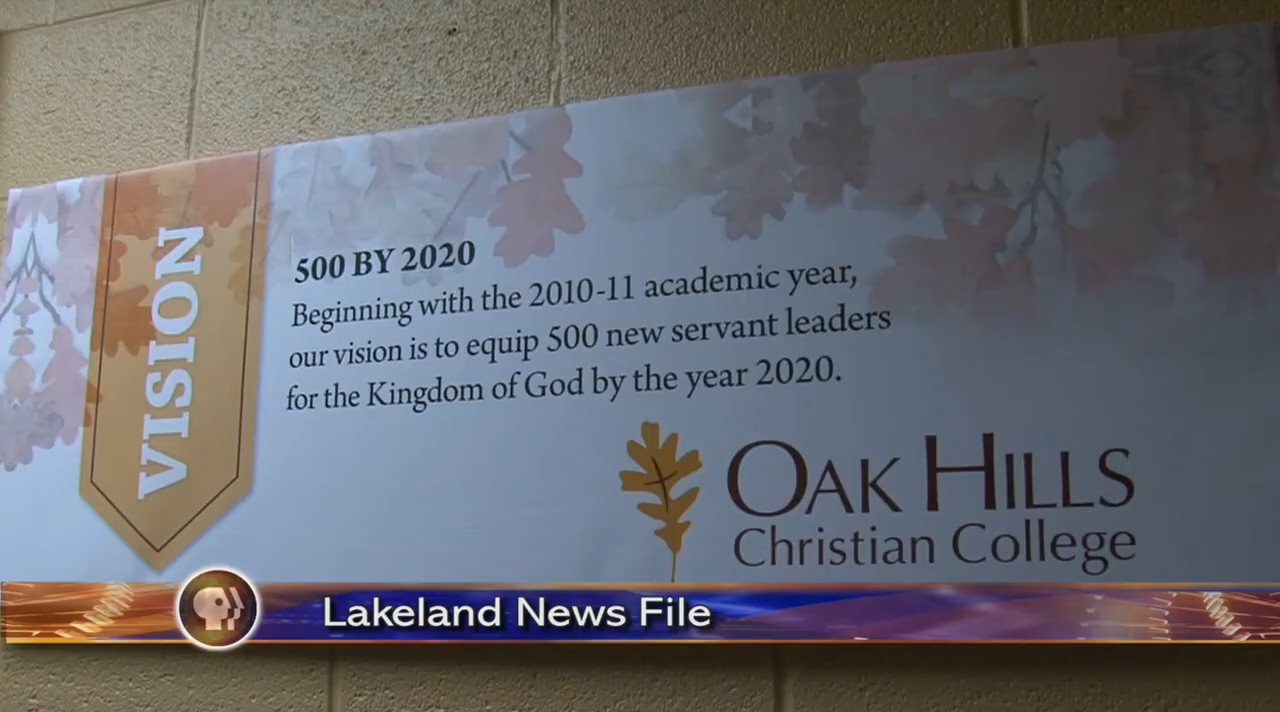 VISION
500 BY 2020
Beginning with the 2010-11 academic year,
our vision is to equip 500 new servant leaders
for the Kingdom of God by the year 2020.
OAK HILLS
Christian College
Lakeland News File